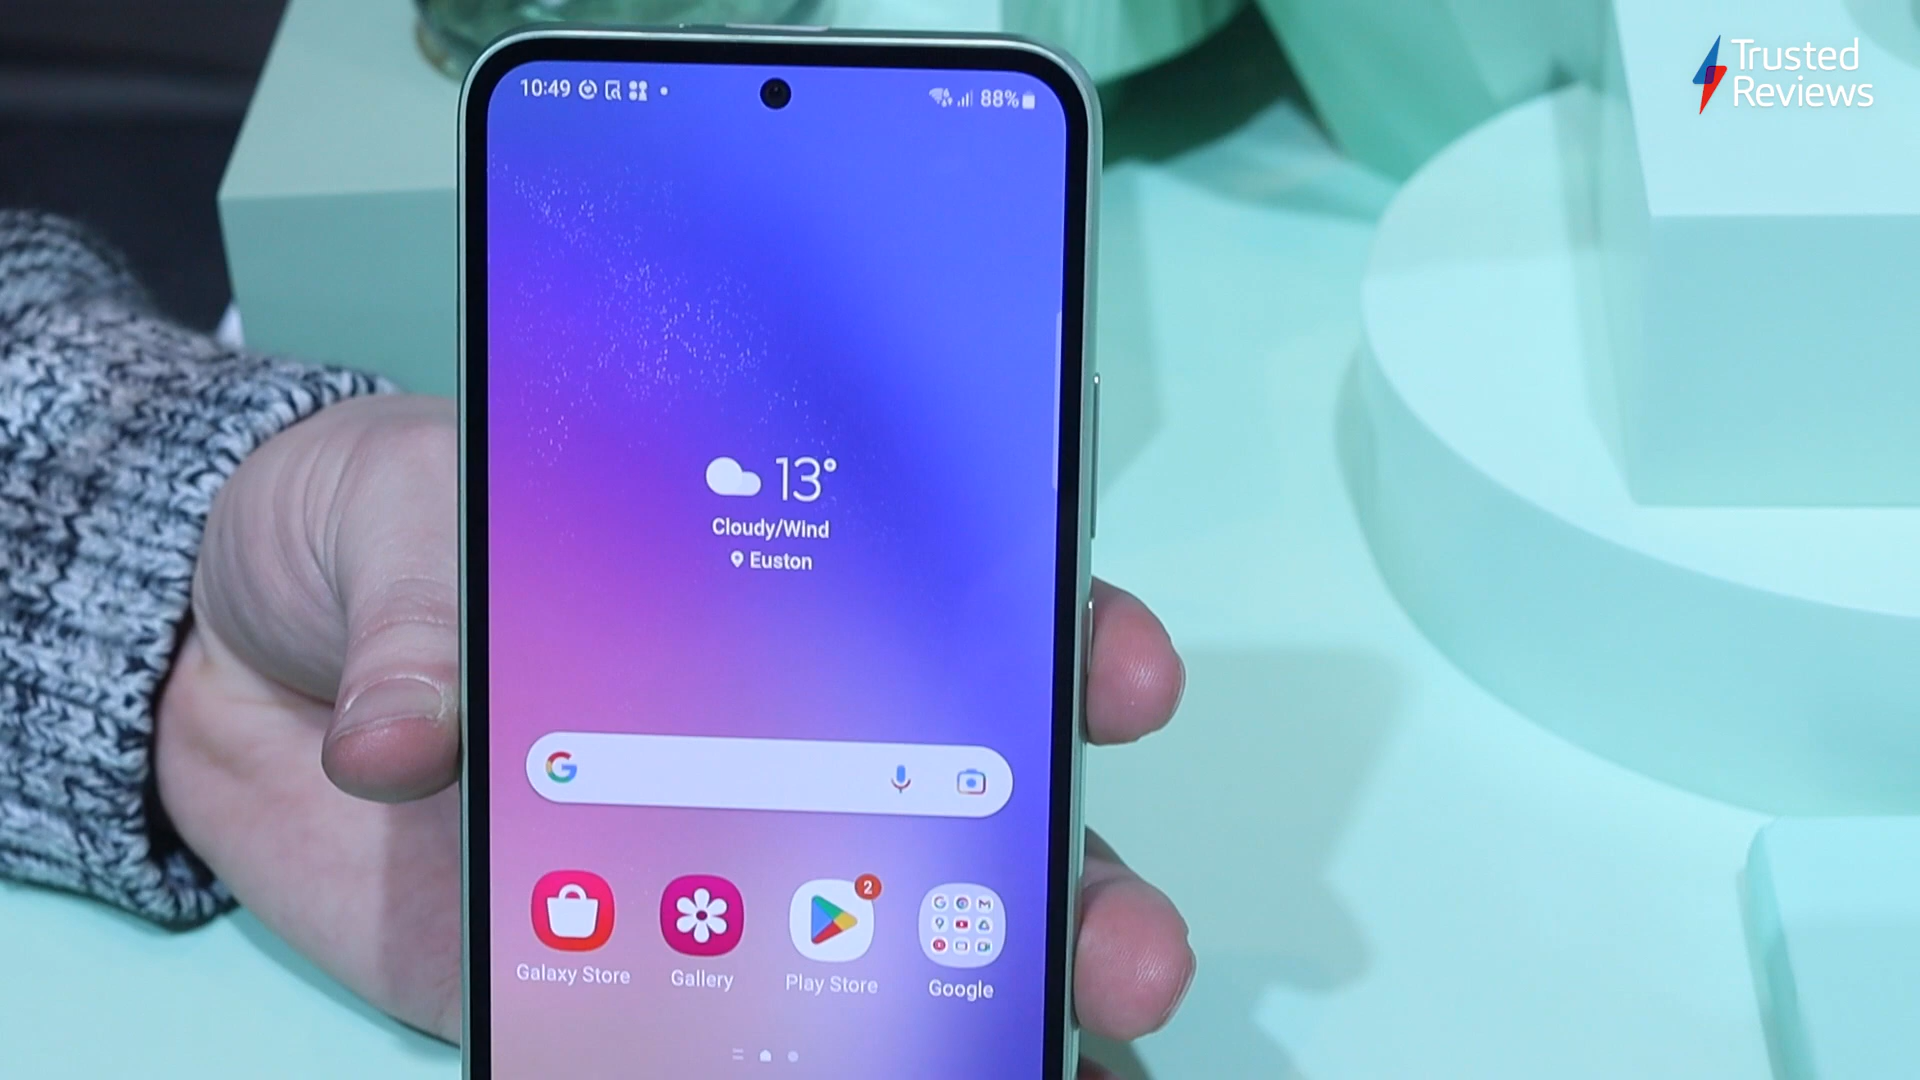 Trusted
Reviews
10:49
88%
13°
Cloudy/Wind
Euston
2
Galaxy Store
Gallery
Play Store
Google